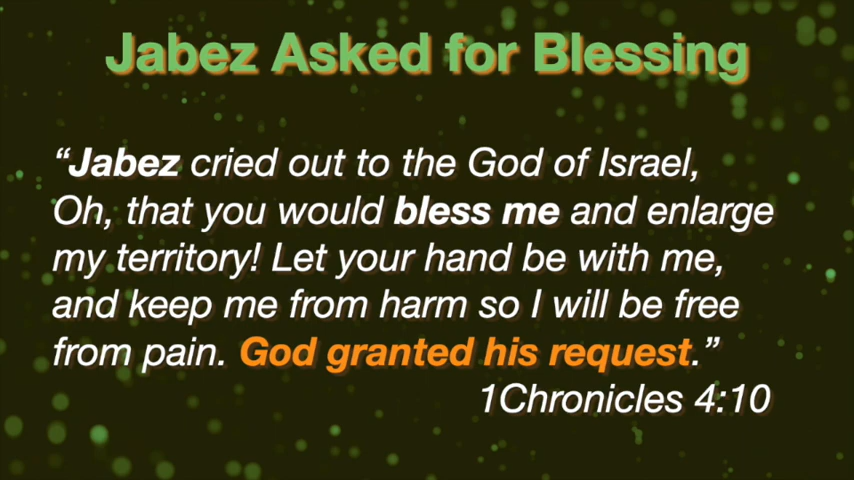 Jabez Asked for Blessing
“Jabez cried out to the God of Israel,
Oh, that you would bless me and enlarge
my territory! Let your hand be with me,
and keep me from harm so I will be free
from pain. God granted his request.”
1Chronicles 4:10